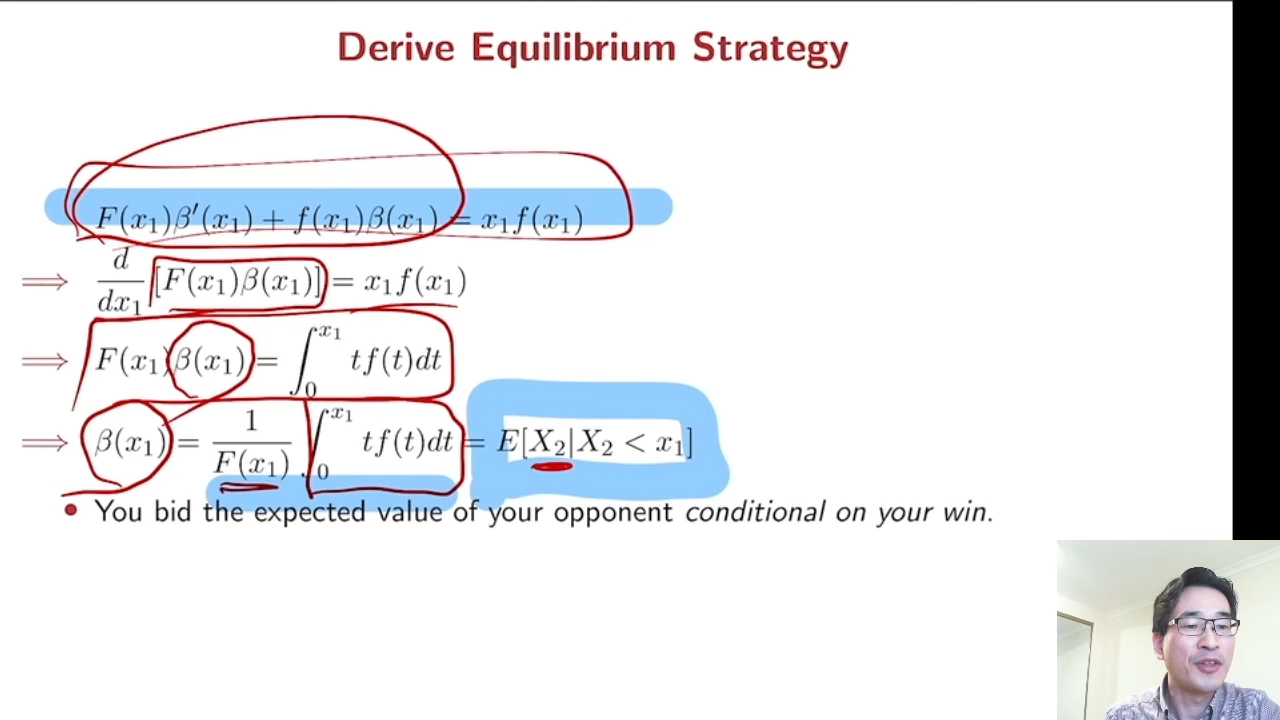 Derive Equilibrium Strategy
F(x₁)β′(x₁) + f(x₁)β(x₁) = x₁f(x₁)
⟹ d/dx₁ [F(x₁)β(x₁)] = x₁f(x₁)
⟹ F(x₁)β(x₁) = ∫₀^{x₁} tf(t)dt
⟹ β(x₁) = 1/F(x₁) ∫₀^{x₁} tf(t)dt = E[X₂|X₂ < x₁]
• You bid the expected value of your opponent conditional on your win.